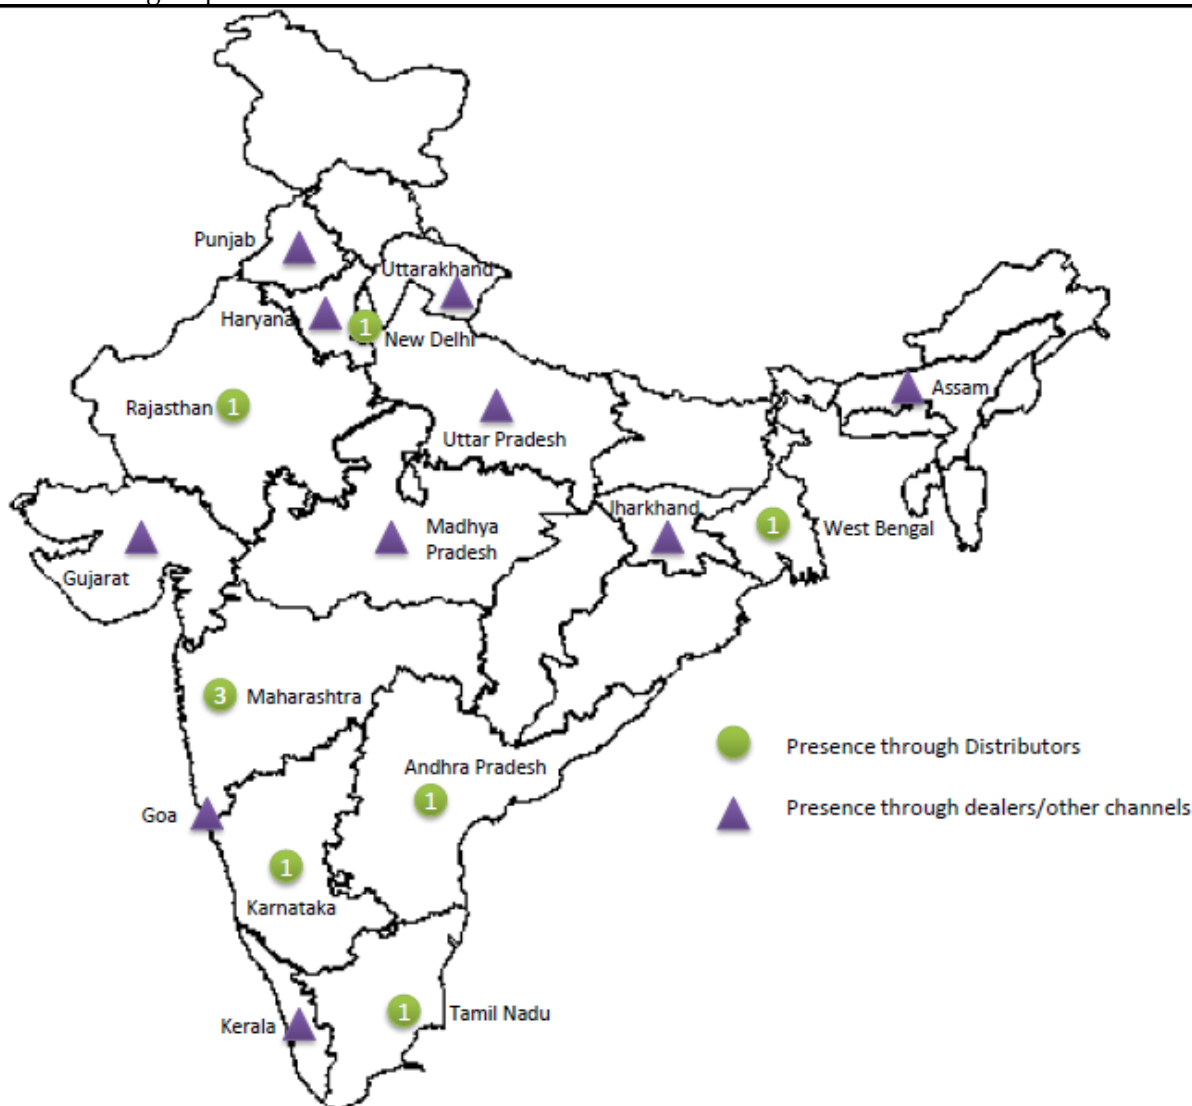 Punjab
Uttarakhand
Haryana
1
New Delhi
Rajasthan
1
Assam
Uttar Pradesh
Jharkhand
Madhya
Pradesh
1
West Bengal
Gujarat
3
Maharashtra
Presence through Distributors
Andhra Pradesh
1
Presence through dealers/other channels
Goa
1
Karnataka
1
Tamil Nadu
Kerala